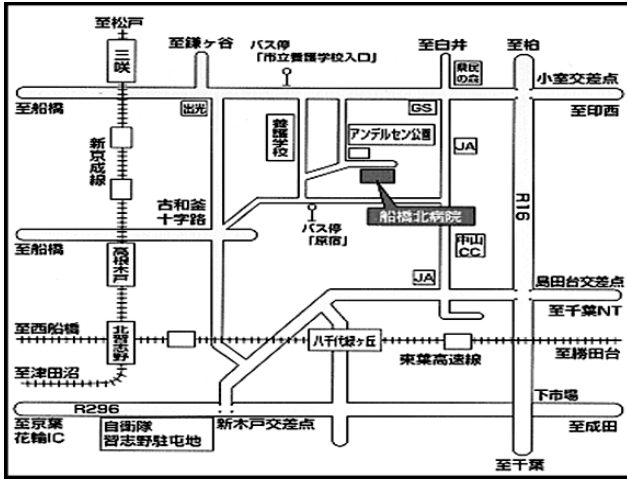 至松戸
三咲
至鎌ヶ谷
バス停
「市立養護学校入口」
至白井
県民
の森
至柏
小室交差点
至船橋
出光
GS
至印西
新京成線
養護学校
アンデルセン公園
JA
古和釜
十字路
R16
船橋北病院
バス停
「原宿」
至船橋
高根木戸
中山
CC
JA
島田台交差点
至千葉NT
至西船橋
北習志野
八千代緑ヶ丘
東葉高速線
至勝田台
至津田沼
下市場
R296
至京葉
花輪IC
自衛隊
習志野駐屯地
新木戸交差点
至成田
至千葉